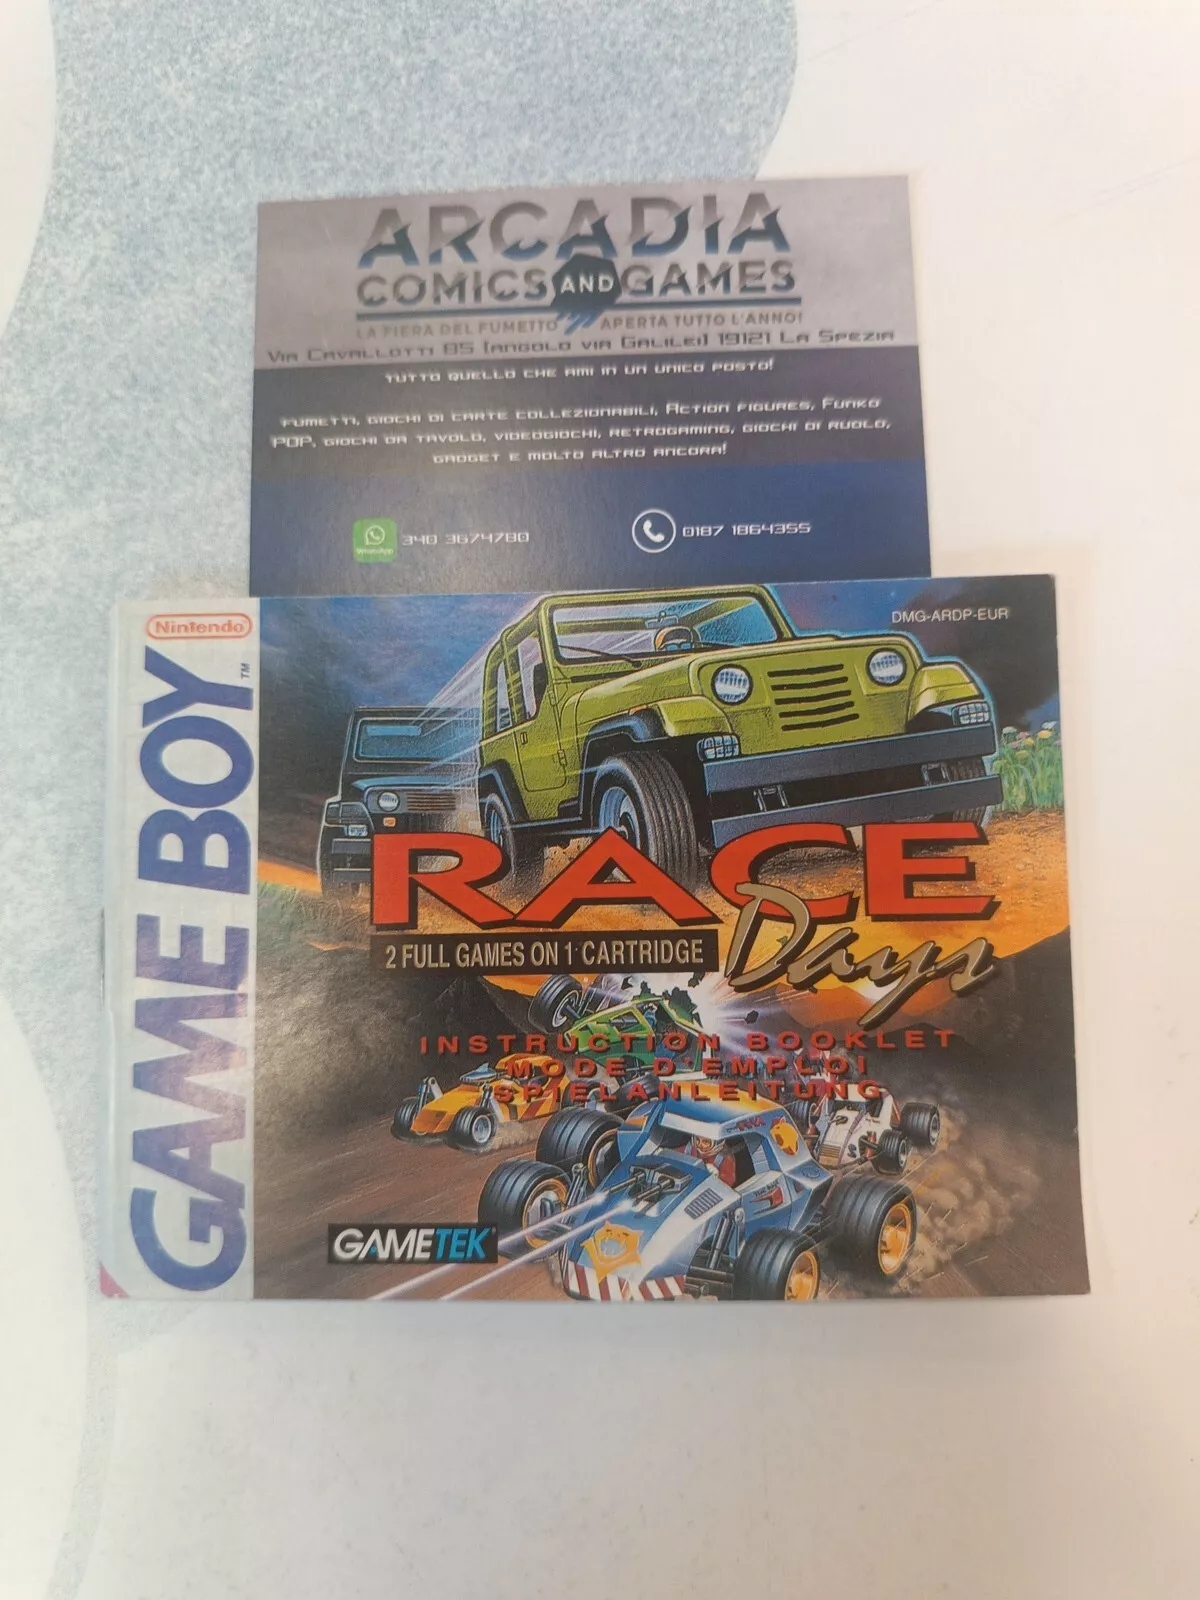 ARCADIA
COMICS AND GAMES
LA FIERA DEL FUMETTO APERTA TUTTO L'ANNO!
Via Cavallotti 85 (angolo via Galilei) 19121 La Spezia
tutto quello che ami in un unico posto!
fumetti, giochi di carte collezionabili, Action figures, Funko
POP, giochi da tavolo, videogiochi, retrogaming, giochi di ruolo,
gadget e molto altro ancora!
WhatsApp
340 3674780
0187 1864355
Nintendo
GAME BOY TM
DMG-ARDP-EUR
RACE
Days
2 FULL GAMES ON 1 CARTRIDGE
INSTRUCTION BOOKLET
MODE D'EMPLOI
SPIELANLEITUNG
GAMETEK